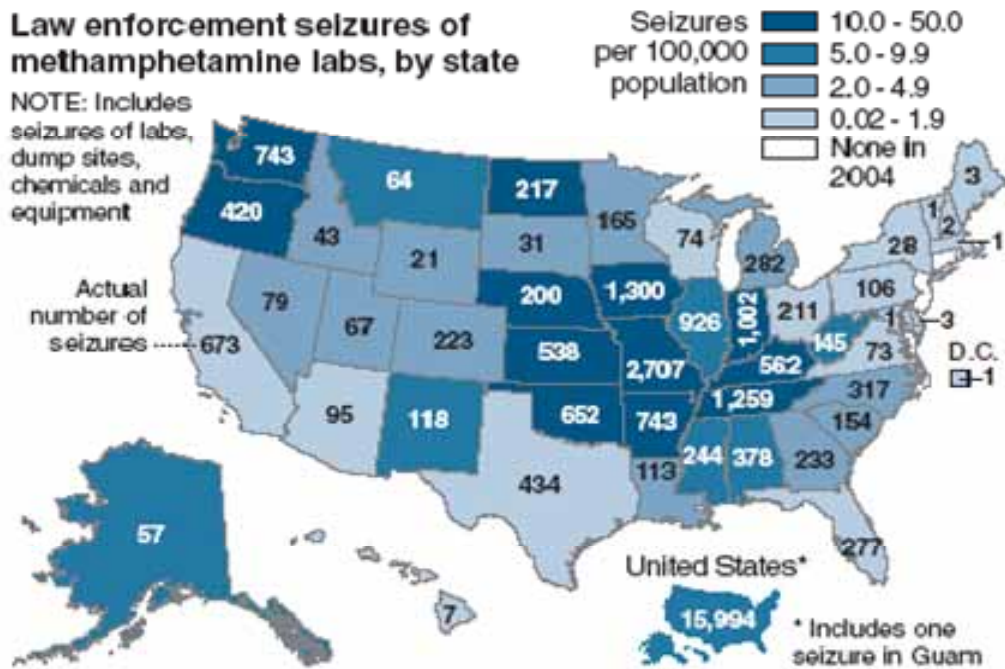 Law enforcement seizures of
methamphetamine labs, by state
NOTE: Includes
seizures of labs,
dump sites,
chemicals and
equipment
Seizures
per 100,000
population
10.0 - 50.0
5.0 - 9.9
2.0 - 4.9
0.02 - 1.9
None in
2004
Actual
number of
seizures
743
64
217
165
3
420
43
31
74
1
2
28
1
21
282
79
200
1,300
106
67
223
926
1,002
211
1
3
673
538
2,707
562
145
73
D.C.
1
95
118
652
743
1,259
317
154
434
113
244
378
233
277
57
7
United States*
15,994
* Includes one
seizure in Guam